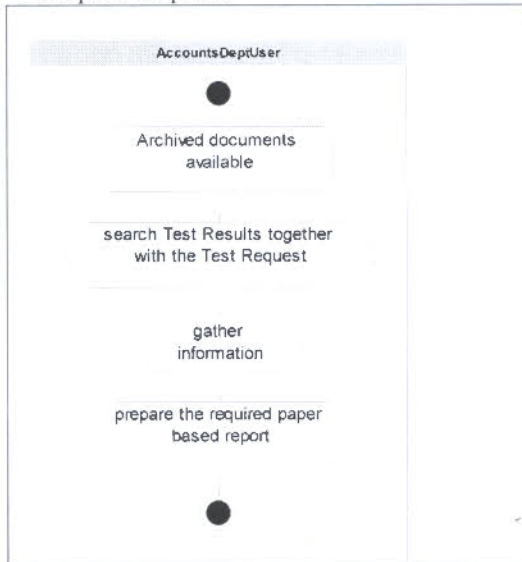 AccountsDeptUser
Archived documents
available
search Test Results together
with the Test Request
gather
information
prepare the required paper
based report